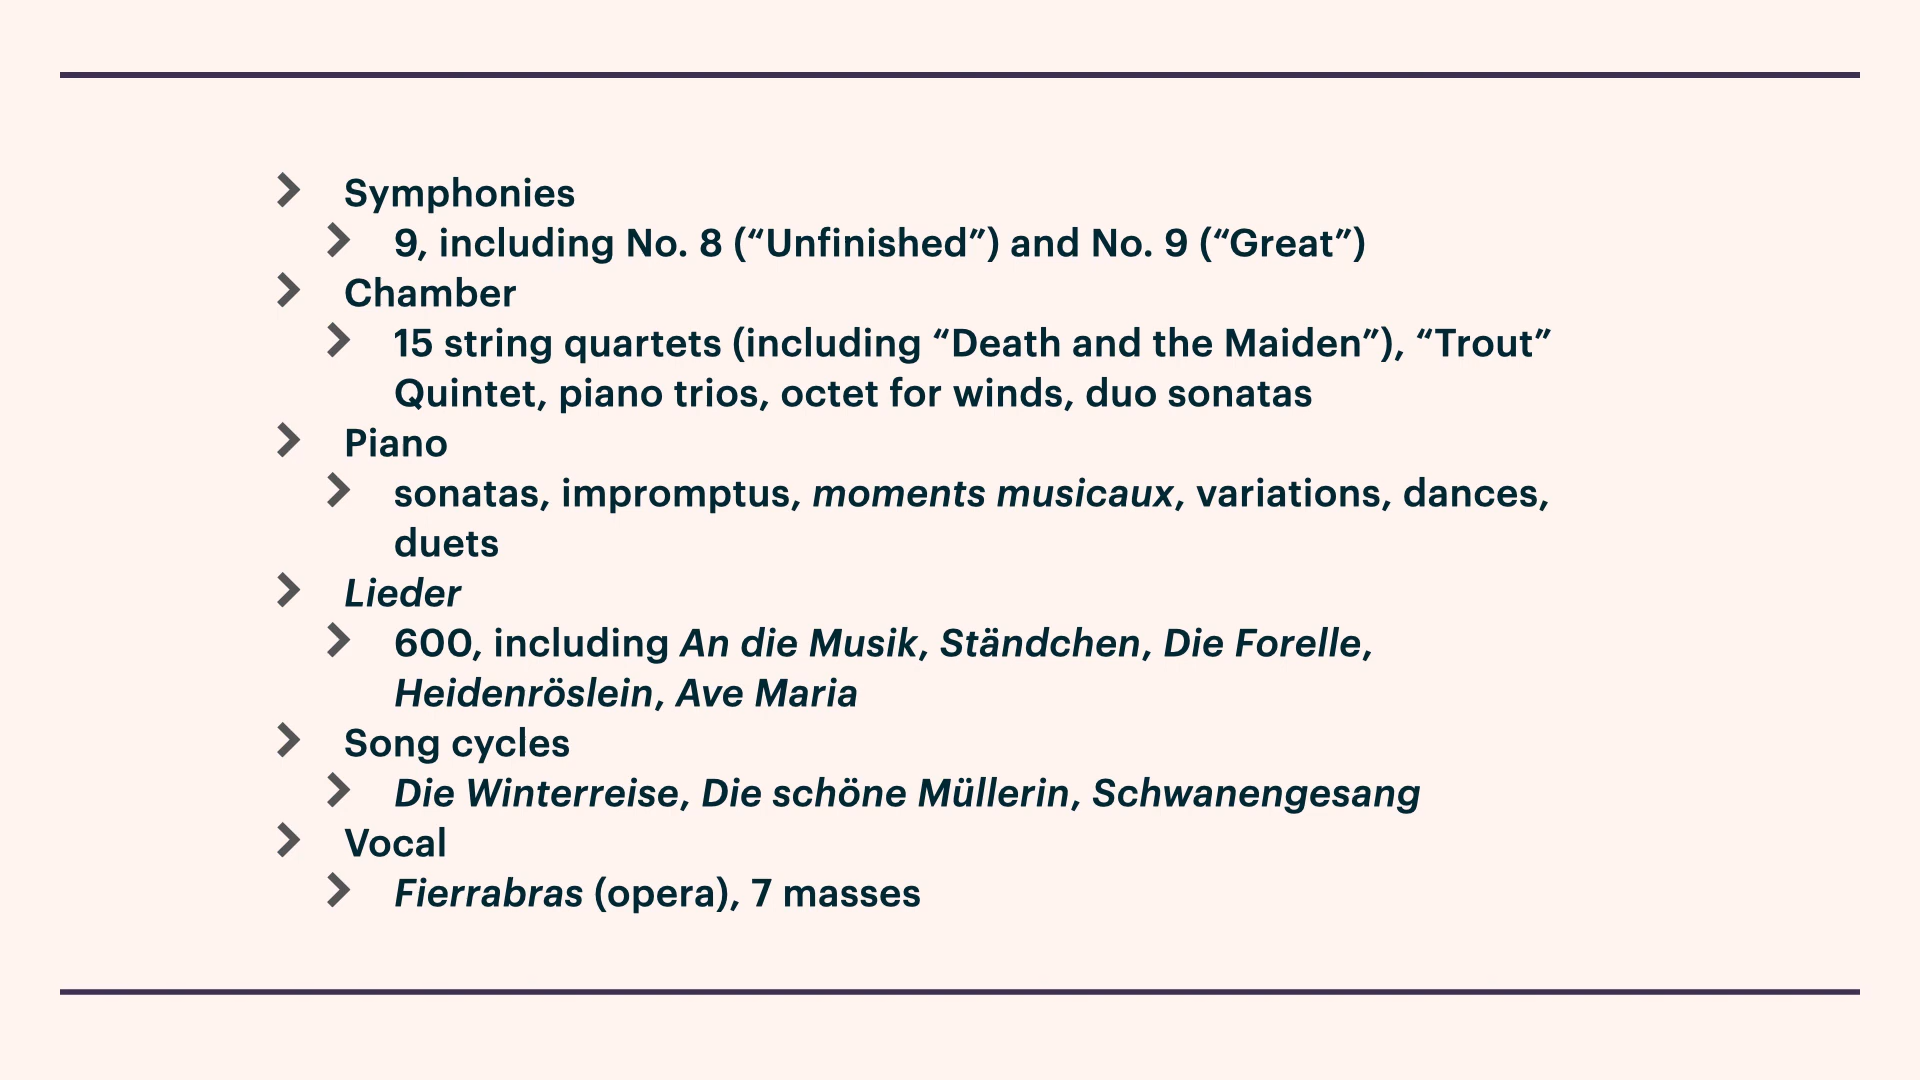 Symphonies
9, including No. 8 (“Unfinished”) and No. 9 (“Great”)
Chamber
15 string quartets (including “Death and the Maiden”), “Trout”
Quintet, piano trios, octet for winds, duo sonatas
Piano
sonatas, impromptus, moments musicaux, variations, dances,
duets
Lieder
600, including An die Musik, Ständchen, Die Forelle,
Heidenröslein, Ave Maria
Song cycles
Die Winterreise, Die schöne Müllerin, Schwanengesang
Vocal
Fierrabras (opera), 7 masses